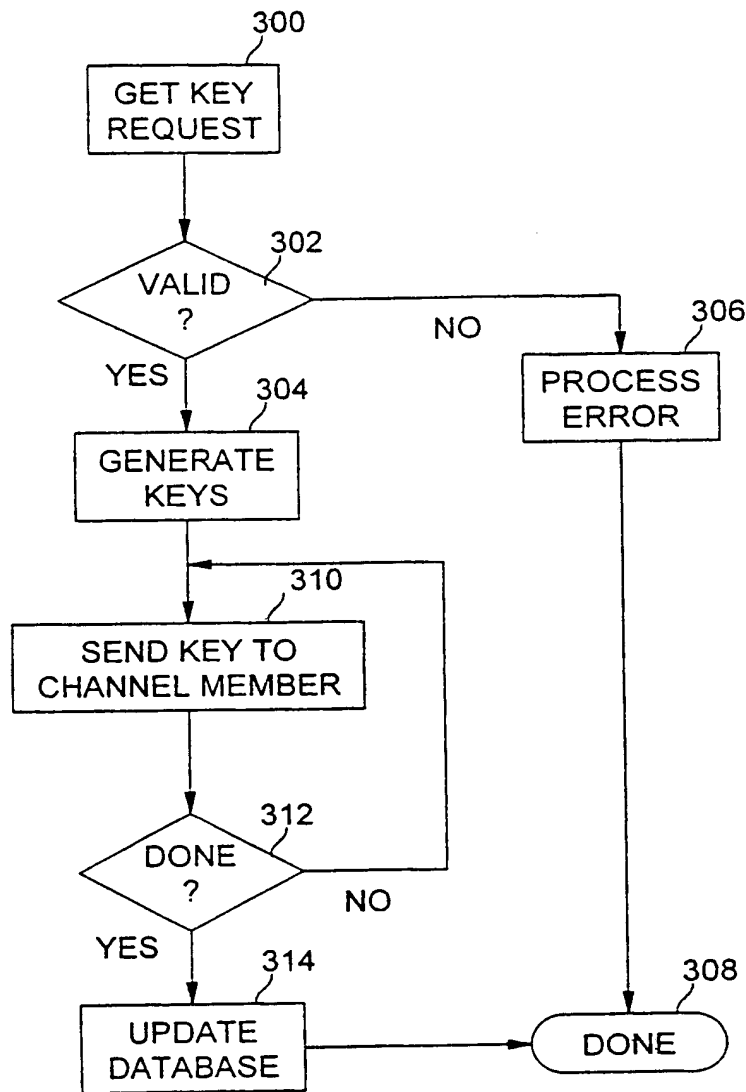 300
GET KEY
REQUEST
302
VALID
?
NO
YES
306
PROCESS
ERROR
304
GENERATE
KEYS
310
SEND KEY TO
CHANNEL MEMBER
312
DONE
?
NO
YES
314
UPDATE
DATABASE
308
DONE